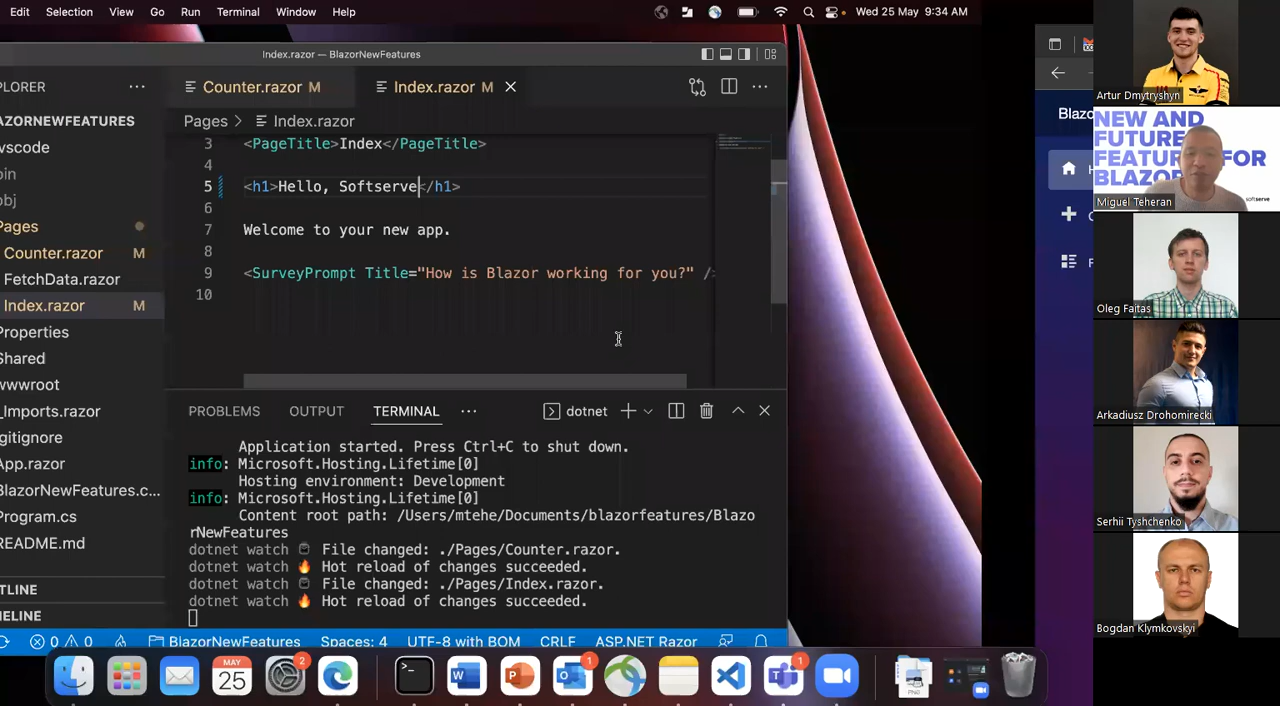 Edit Selection View Go Run Terminal Window Help Wed 25 May 9:34 AM
Index.razor — BlazorNewFeatures
PLORER
Counter.razor M
Index.razor M
Pages > Index.razor
AZORNEWFEATURES
vscode
bin
obj
Pages
Counter.razor M
FetchData.razor
Index.razor M
Properties
Shared
wwwroot
_Imports.razor
gitignore
App.razor
BlazorNewFeatures.c...
Program.cs
README.md
TLINE
MELINE
<PageTitle>Index</PageTitle>
4
5 <h1>Hello, Softserve</h1>
6
7 Welcome to your new app.
8
9 <SurveyPrompt Title="How is Blazor working for you?" />
10
PROBLEMS OUTPUT TERMINAL dotnet
Application started. Press Ctrl+C to shut down.
info: Microsoft.Hosting.Lifetime[0]
Hosting environment: Development
info: Microsoft.Hosting.Lifetime[0]
Content root path: /Users/mtehe/Documents/blazorfeatures/Blazo
rNewFeatures
dotnet watch File changed: ./Pages/Counter.razor.
dotnet watch 🔥 Hot reload of changes succeeded.
dotnet watch File changed: ./Pages/Index.razor.
dotnet watch 🔥 Hot reload of changes succeeded.
0 0 BlazorNewFeatures Spaces: 4 UTF-8 with BOM CRLF ASP.NET Razor
MAY
25
2
1
1
PNG
Blazo
Artur Dmytryshyn
NEW AND
FUTURE
FEATURES FOR
BLAZOR
softserve
Miguel Teheran
Oleg Faitas
Arkadiusz Drohomirecki
Serhii Tyshchenko
Bogdan Klymkovskyi